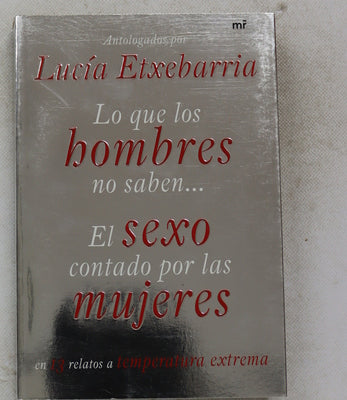 mr
Antologados por
Lucía Etxebarria
Lo que los
hombres
no saben...
El sexo
contado por las
mujeres
en 13 relatos a temperatura extrema